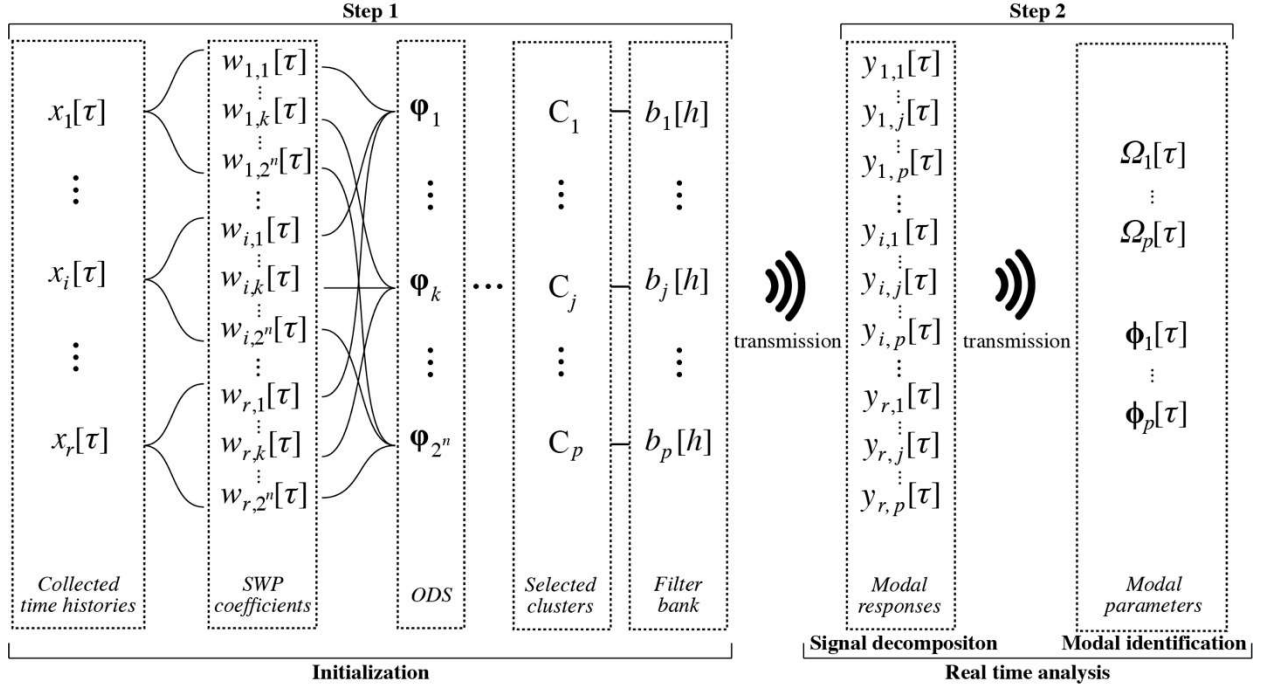 Step 1
Step 2
x₁[τ]
⋮
xᵢ[τ]
⋮
xᵣ[τ]
Collected
time histories
w₁,₁[τ]
⋮
w₁,ₖ[τ]
⋮
w₁,₂ⁿ[τ]
⋮
wᵢ,₁[τ]
⋮
wᵢ,ₖ[τ]
⋮
wᵢ,₂ⁿ[τ]
⋮
wᵣ,₁[τ]
⋮
wᵣ,ₖ[τ]
⋮
wᵣ,₂ⁿ[τ]
SWP
coefficients
φ₁
⋮
φₖ
⋮
φ₂ⁿ
ODS
···
C₁
⋮
Cⱼ
⋮
Cₚ
Selected
clusters
b₁[h]
⋮
bⱼ[h]
⋮
bₚ[h]
Filter
bank
transmission
y₁,₁[τ]
⋮
y₁,ⱼ[τ]
⋮
y₁,ₚ[τ]
⋮
yᵢ,₁[τ]
⋮
yᵢ,ⱼ[τ]
⋮
yᵢ,ₚ[τ]
⋮
yᵣ,₁[τ]
⋮
yᵣ,ⱼ[τ]
⋮
yᵣ,ₚ[τ]
Modal
responses
transmission
Ω₁[τ]
⋮
Ωₚ[τ]
ϕ₁[τ]
⋮
ϕₚ[τ]
Modal
parameters
Signal decompositon
Modal identification
Initialization
Real time analysis